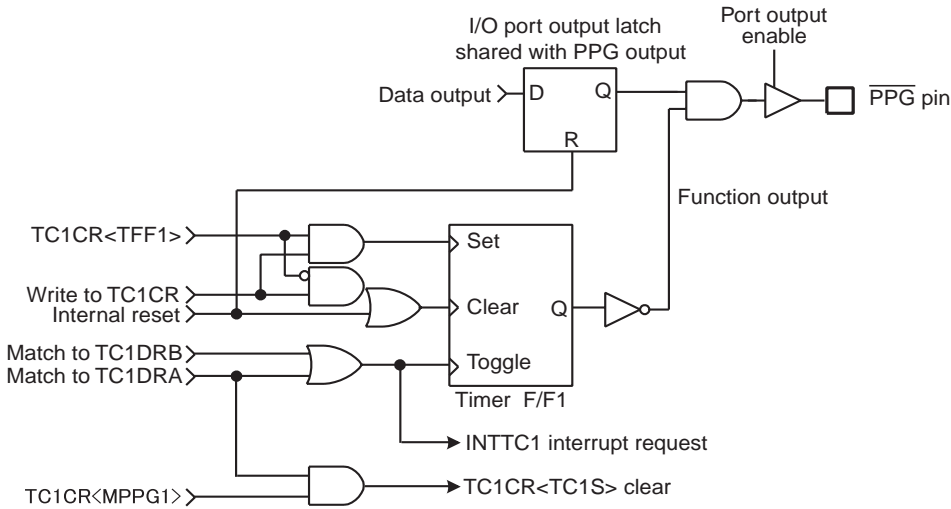 I/O port output latch
shared with PPG output
Port output
enable
Data output
D
Q
R
P̅P̅G̅ pin
Function output
TC1CR<TFF1>
Set
Write to TC1CR
Internal reset
Clear
Q
Match to TC1DRB
Match to TC1DRA
Toggle
Timer F/F1
INTTC1 interrupt request
TC1CR<TC1S> clear
TC1CR<MPPG1>